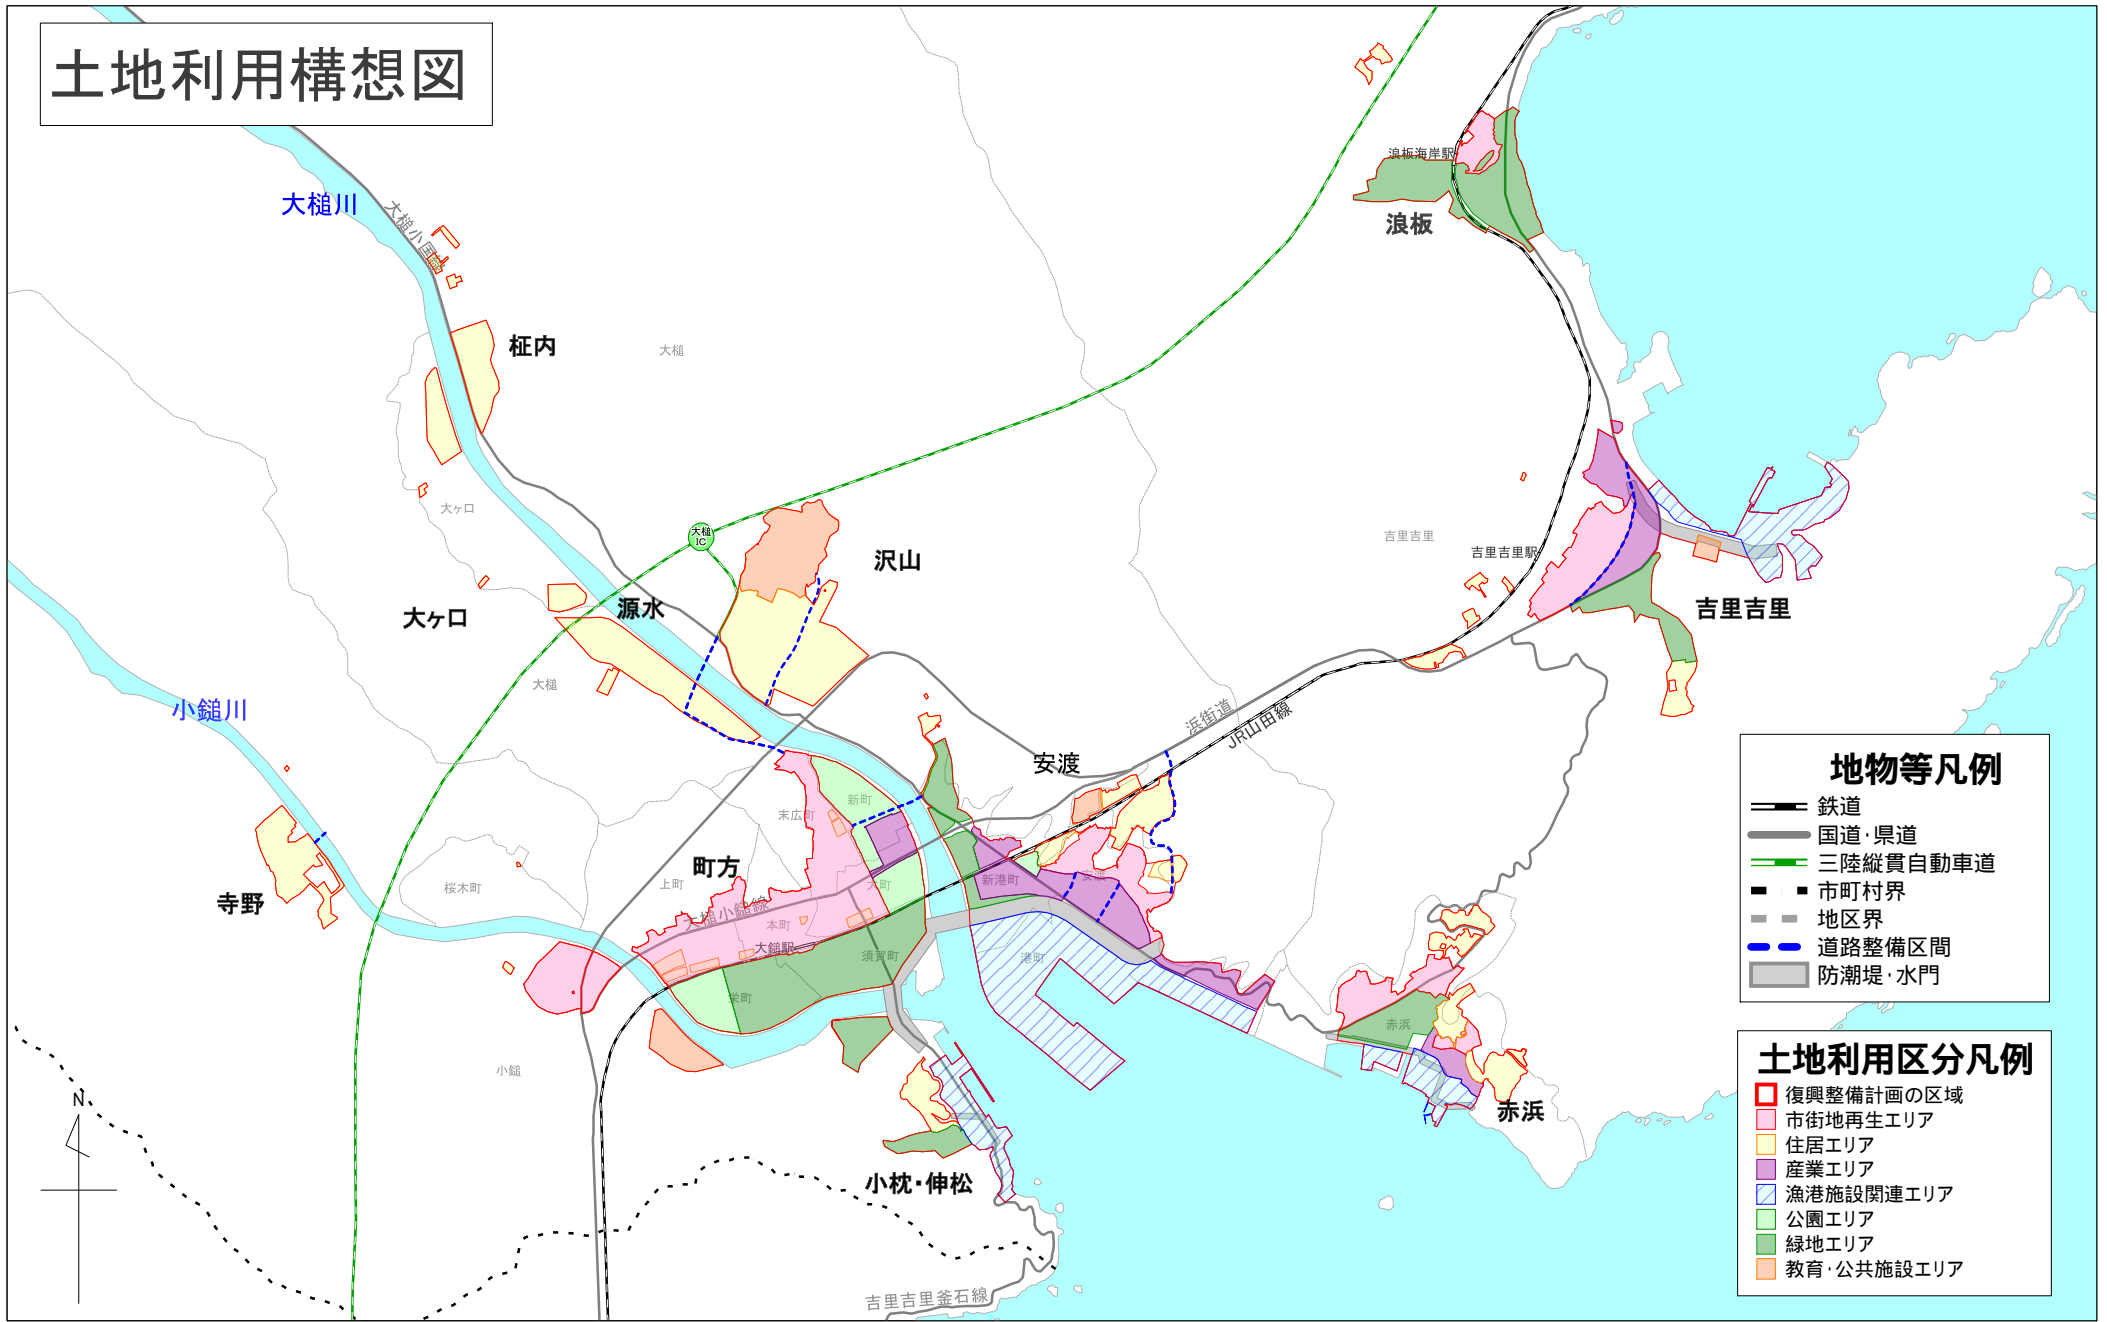 土地利用構想図
浪板海岸駅
浪板
大槌川
大槌小国線
柾内
大槌
大ヶ口
大槌
IC
沢山
吉里吉里
吉里吉里駅
吉里吉里
大ヶ口
源水
大槌
小鎚川
浜街道
JR山田線
安渡
新町
末広町
町方
上町
桜木町
大町
新港町
安渡
寺野
大槌小鎚線
本町
大鎚駅
須賀町
港町
栄町
赤浜
小鎚
赤浜
小枕・伸松
吉里吉里釜石線
N
地物等凡例
鉄道
国道・県道
三陸縦貫自動車道
市町村界
地区界
道路整備区間
防潮堤・水門
土地利用区分凡例
復興整備計画の区域
市街地再生エリア
住居エリア
産業エリア
漁港施設関連エリア
公園エリア
緑地エリア
教育・公共施設エリア